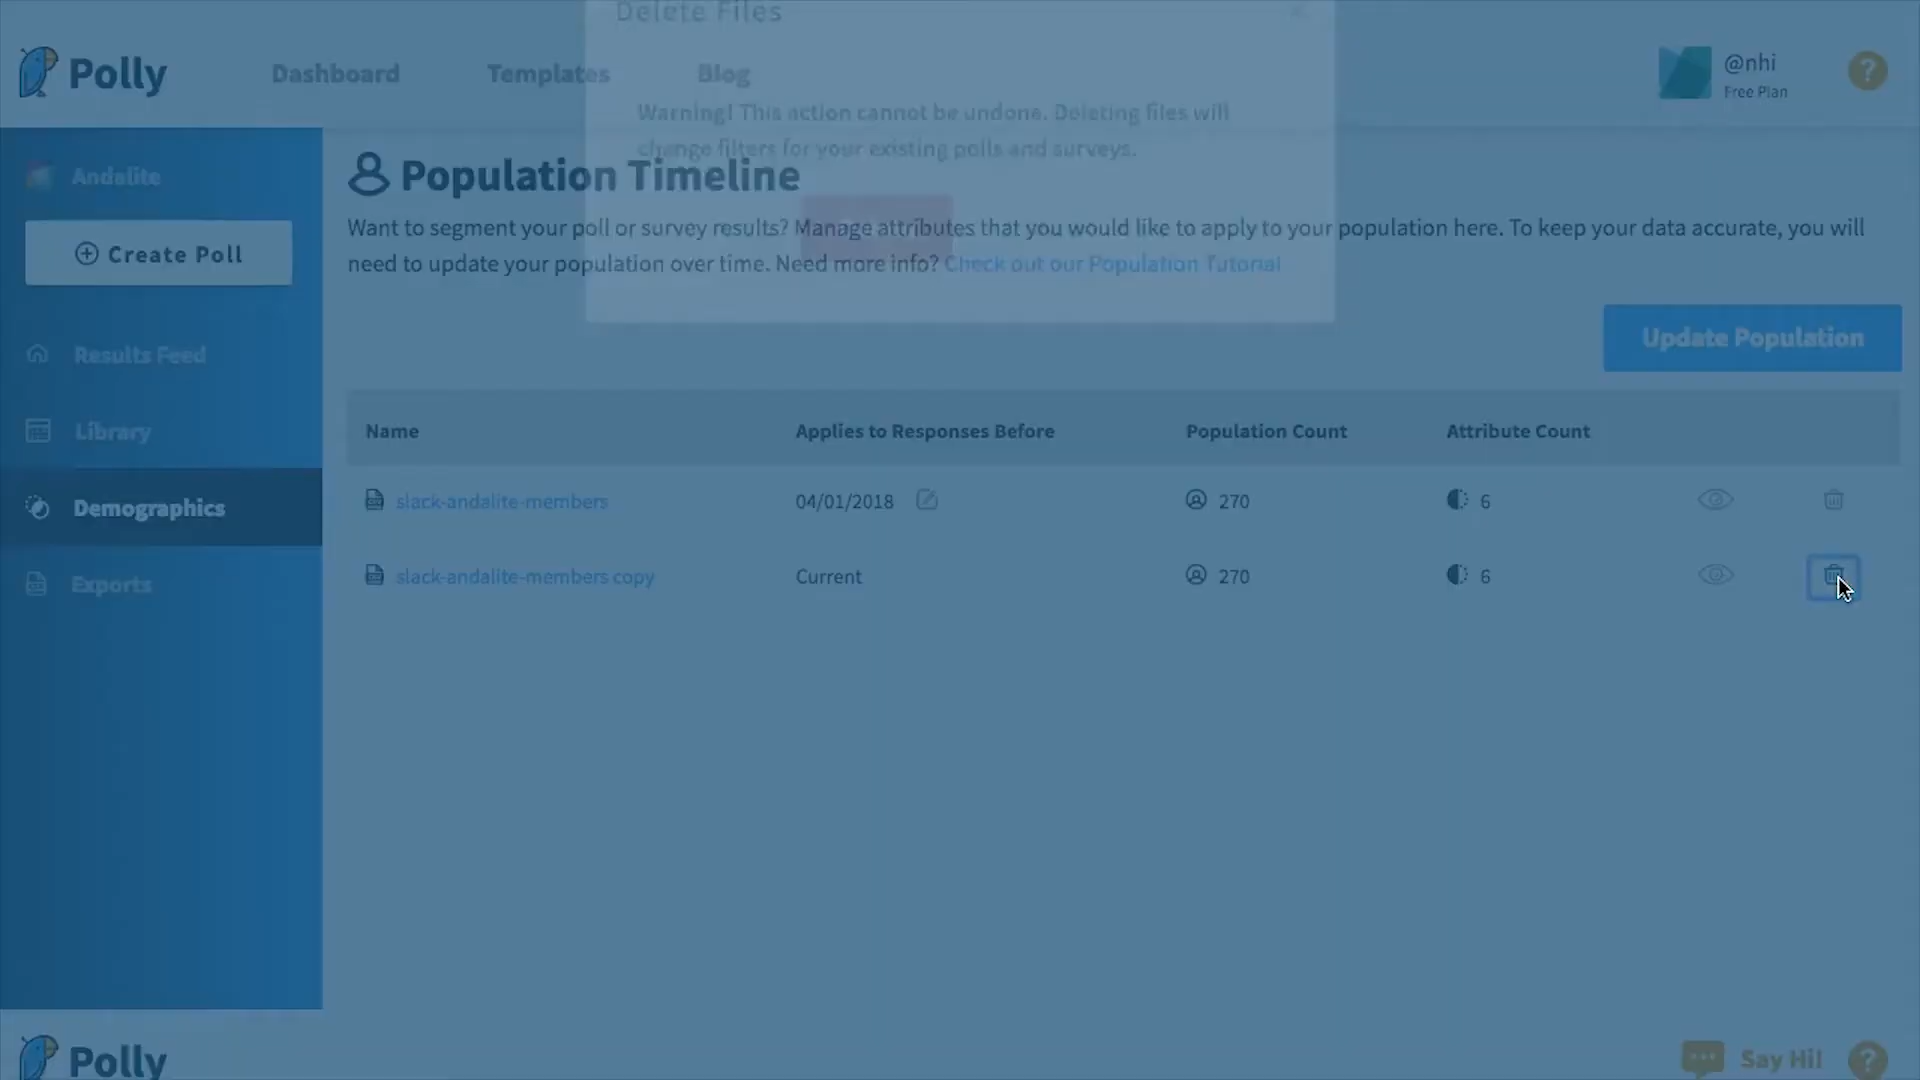 Delete Files
Polly
Dashboard
Templates
Blog
@nhi
Free Plan
?
Warning! This action cannot be undone. Deleting files will
change filters for your existing polls and surveys.
Andalite
Create Poll
Results Feed
Library
Demographics
Exports
Population Timeline
Want to segment your poll or survey results? Manage attributes that you would like to apply to your population here. To keep your data accurate, you will
need to update your population over time. Need more info? Check out our Population Tutorial
Update Population
Name Applies to Responses Before Population Count Attribute Count
slack-andalite-members 04/01/2018 270 6
slack-andalite-members copy Current 270 6
Polly
Say Hi!
?